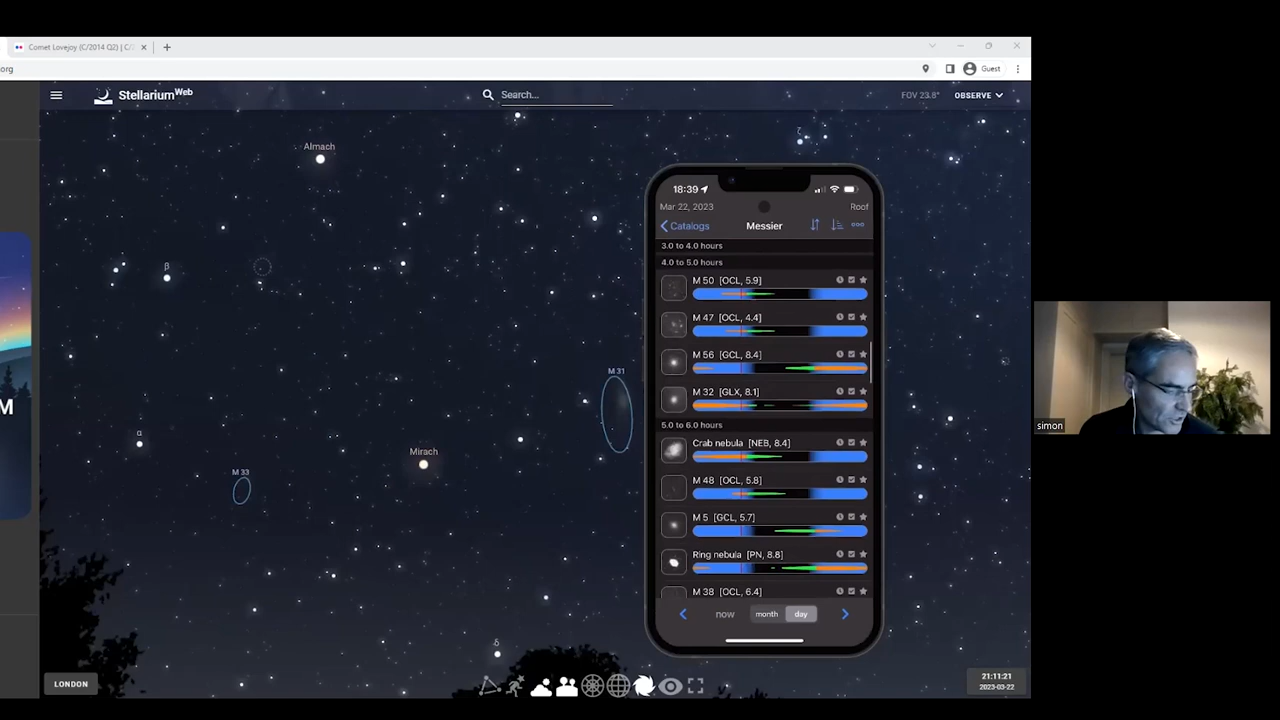 Comet Lovejoy (C/2014 Q2) | C/
org
Guest
Stellarium Web
Search...
FOV 23.8°
OBSERVE
Almach
ζ
β
M 31
α
Mirach
M 33
δ
M
LONDON
21:11:21
2023-03-22
18:39
Mar 22, 2023
Roof
Catalogs
Messier
3.0 to 4.0 hours
4.0 to 5.0 hours
M 50 [OCL, 5.9]
M 47 [OCL, 4.4]
M 56 [GCL, 8.4]
M 32 [GLX, 8.1]
5.0 to 6.0 hours
Crab nebula [NEB, 8.4]
M 48 [OCL, 5.8]
M 5 [GCL, 5.7]
Ring nebula [PN, 8.8]
M 38 [OCL, 6.4]
now
month
day
simon